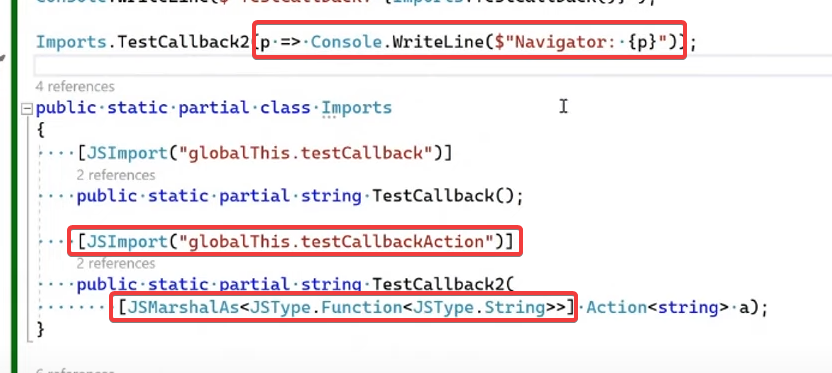 Console.WriteLine($"TestCallback: {Imports.TestCallback()}");
Imports.TestCallback2(p => Console.WriteLine($"Navigator: {p}"));
4 references
public static partial class Imports
{
[JSImport("globalThis.testCallback")]
2 references
public static partial string TestCallback();
[JSImport("globalThis.testCallbackAction")]
2 references
public static partial string TestCallback2(
[JSMarshalAs<JSType.Function<JSType.String>>] Action<string> a);
}
6 references